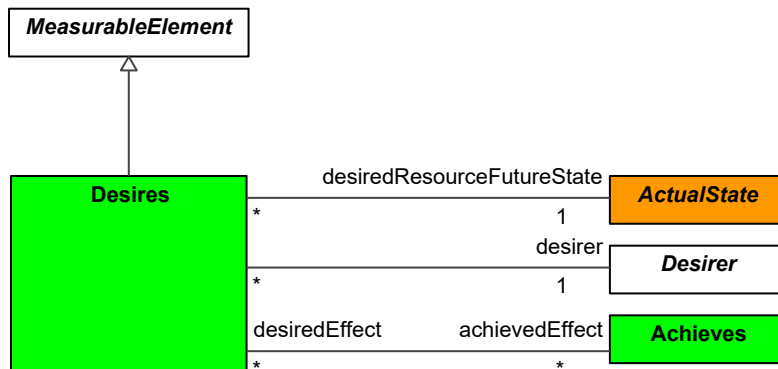 MeasurableElement
Desires
desiredResourceFutureState
* 1
ActualState
desirer
* 1
Desirer
desiredEffect achievedEffect
* *
Achieves